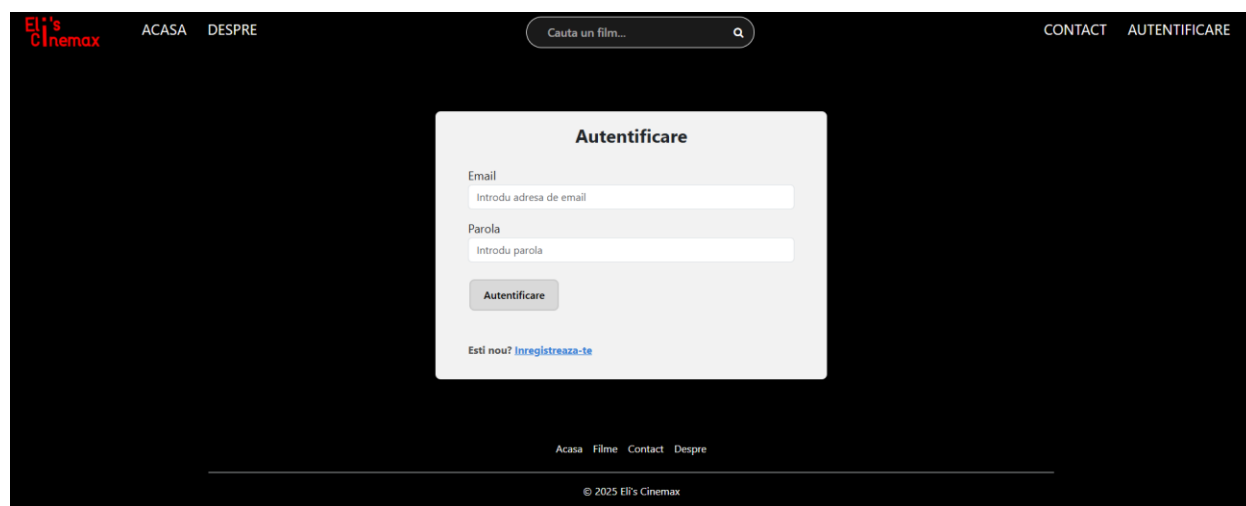 Eli's
CInemax
ACASA DESPRE
Cauta un film...
CONTACT AUTENTIFICARE
Autentificare
Email
Introdu adresa de email
Parola
Introdu parola
Autentificare
Esti nou? Inregistreaza-te
Acasa Filme Contact Despre
© 2025 Eli's Cinemax